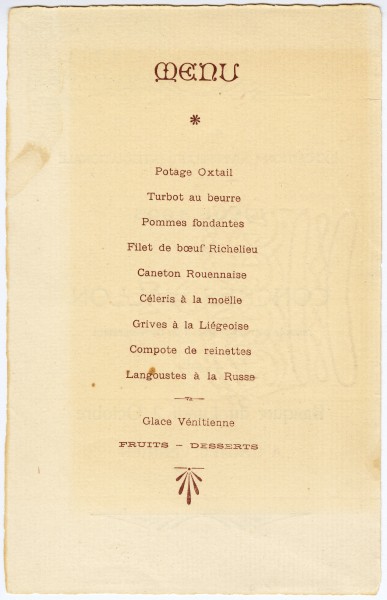 MENU
Potage Oxtail
Turbot au beurre
Pommes fondantes
Filet de bœuf Richelieu
Caneton Rouennaise
Céleris à la moëlle
Grives à la Liégeoise
Compote de reinettes
Langoustes à la Russe
Glace Vénitienne
FRUITS - DESSERTS